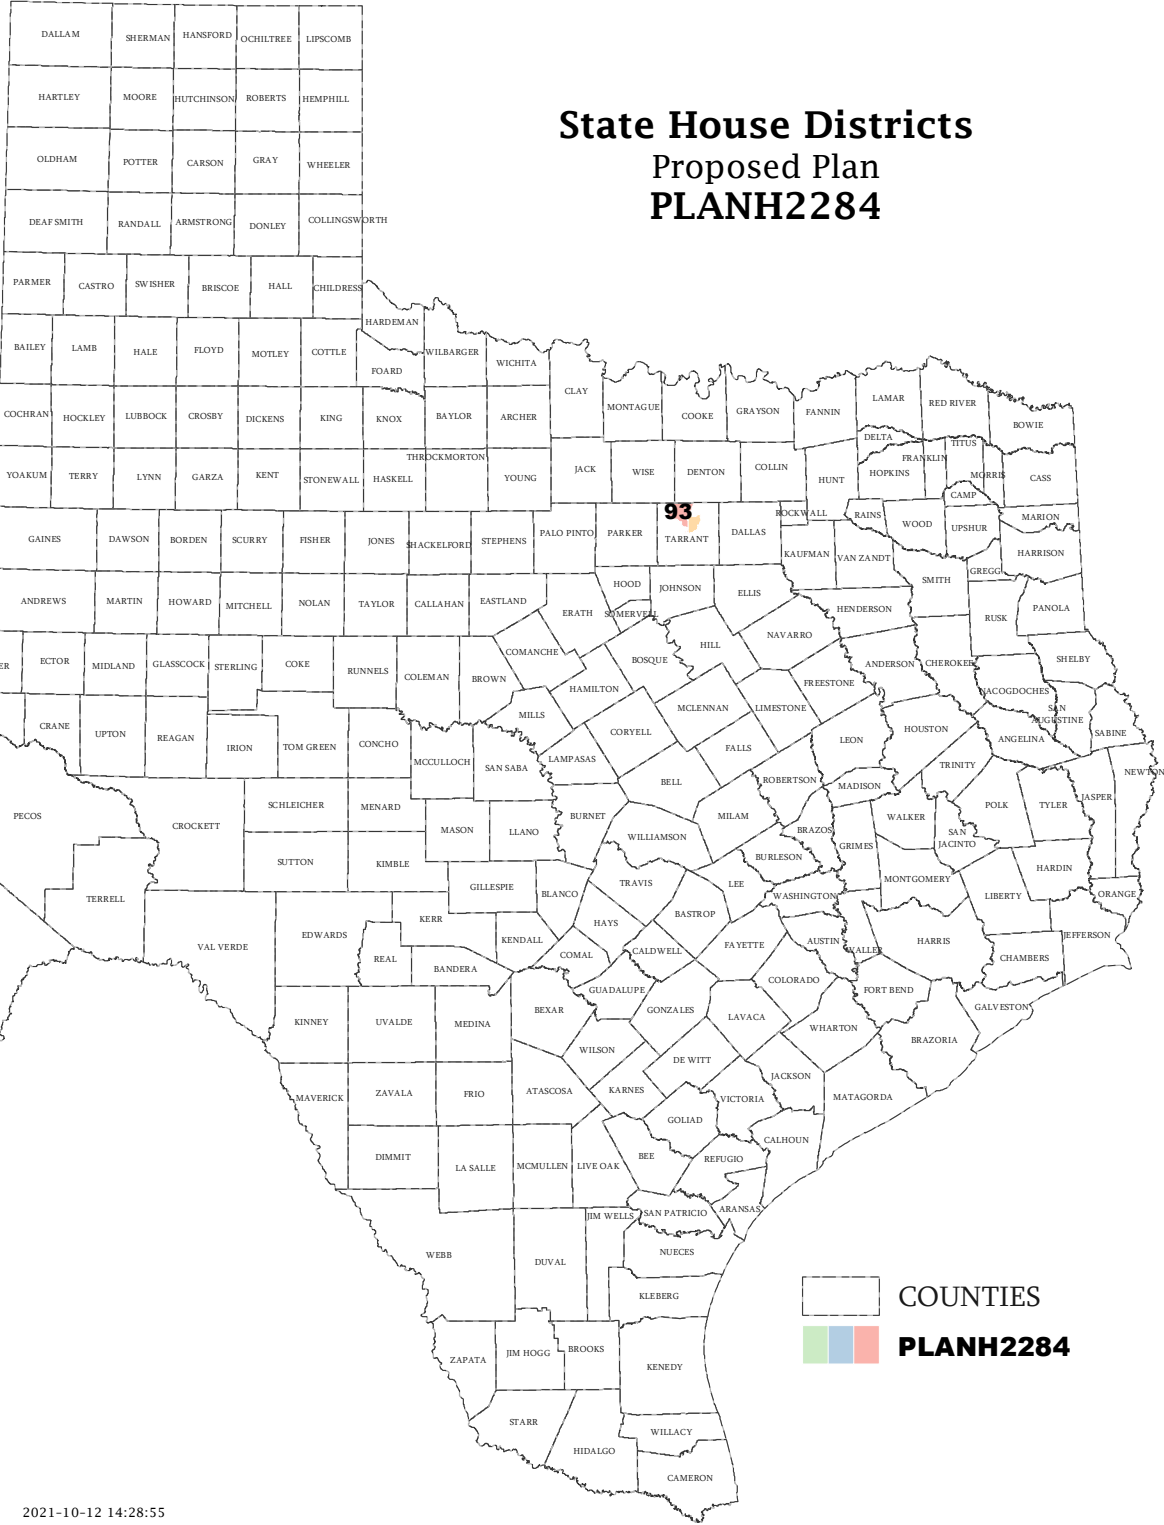 State House Districts
Proposed Plan
PLANH2284
DALLAM SHERMAN HANSFORD OCHILTREE LIPSCOMB
HARTLEY MOORE HUTCHINSON ROBERTS HEMPHILL
OLDHAM POTTER CARSON GRAY WHEELER
DEAF SMITH RANDALL ARMSTRONG DONLEY COLLINGSWORTH
PARMER CASTRO SWISHER BRISCOE HALL CHILDRESS
HARDEMAN
BAILEY LAMB HALE FLOYD MOTLEY COTTLE FOARD WILBARGER WICHITA
CLAY
COCHRAN HOCKLEY LUBBOCK CROSBY DICKENS KING KNOX BAYLOR ARCHER MONTAGUE COOKE GRAYSON FANNIN LAMAR RED RIVER BOWIE
DELTA TITUS
THROCKMORTON FRANKLIN
YOAKUM TERRY LYNN GARZA KENT STONEWALL HASKELL YOUNG JACK WISE DENTON COLLIN HUNT HOPKINS MORRIS CASS
CAMP
93
ROCKWALL RAINS WOOD UPSHUR MARION
GAINES DAWSON BORDEN SCURRY FISHER JONES SHACKELFORD STEPHENS PALO PINTO PARKER TARRANT DALLAS
KAUFMAN VAN ZANDT HARRISON
GREGG
SMITH
ANDREWS MARTIN HOWARD MITCHELL NOLAN TAYLOR CALLAHAN EASTLAND ERATH HOOD JOHNSON ELLIS
SOMERVELL HENDERSON RUSK PANOLA
NAVARRO
ER ECTOR MIDLAND GLASSCOCK STERLING COKE RUNNELS COLEMAN BROWN COMANCHE BOSQUE HILL
ANDERSON CHEROKEE SHELBY
HAMILTON FREESTONE NACOGDOCHES
MILLS MCLENNAN LIMESTONE
SAN
AUGUSTINE
CRANE UPTON REAGAN IRION TOM GREEN CONCHO CORYELL FALLS LEON HOUSTON ANGELINA SABINE
MCCULLOCH SAN SABA LAMPASAS BELL ROBERTSON MADISON TRINITY NEWTON
PECOS CROCKETT SCHLEICHER MENARD MASON LLANO BURNET WILLIAMSON MILAM BRAZOS WALKER POLK TYLER JASPER
SAN
JACINTO
GRIMES
SUTTON KIMBLE BURLESON
GILLESPIE BLANCO TRAVIS LEE WASHINGTON MONTGOMERY LIBERTY HARDIN ORANGE
TERRELL
VAL VERDE EDWARDS KERR KENDALL HAYS BASTROP FAYETTE AUSTIN WALLER HARRIS JEFFERSON
REAL BANDERA COMAL CALDWELL CHAMBERS
COLORADO
GUADALUPE FORT BEND GALVESTON
KINNEY UVALDE MEDINA BEXAR GONZALES LAVACA WHARTON BRAZORIA
WILSON DE WITT
MAVERICK ZAVALA FRIO ATASCOSA KARNES VICTORIA JACKSON MATAGORDA
GOLIAD CALHOUN
DIMMIT LA SALLE MCMULLEN LIVE OAK BEE REFUGIO
JIM WELLS SAN PATRICIO ARANSAS
WEBB DUVAL NUECES
KLEBERG
ZAPATA JIM HOGG BROOKS KENEDY
STARR HIDALGO WILLACY
CAMERON
COUNTIES
PLANH2284
2021-10-12 14:28:55